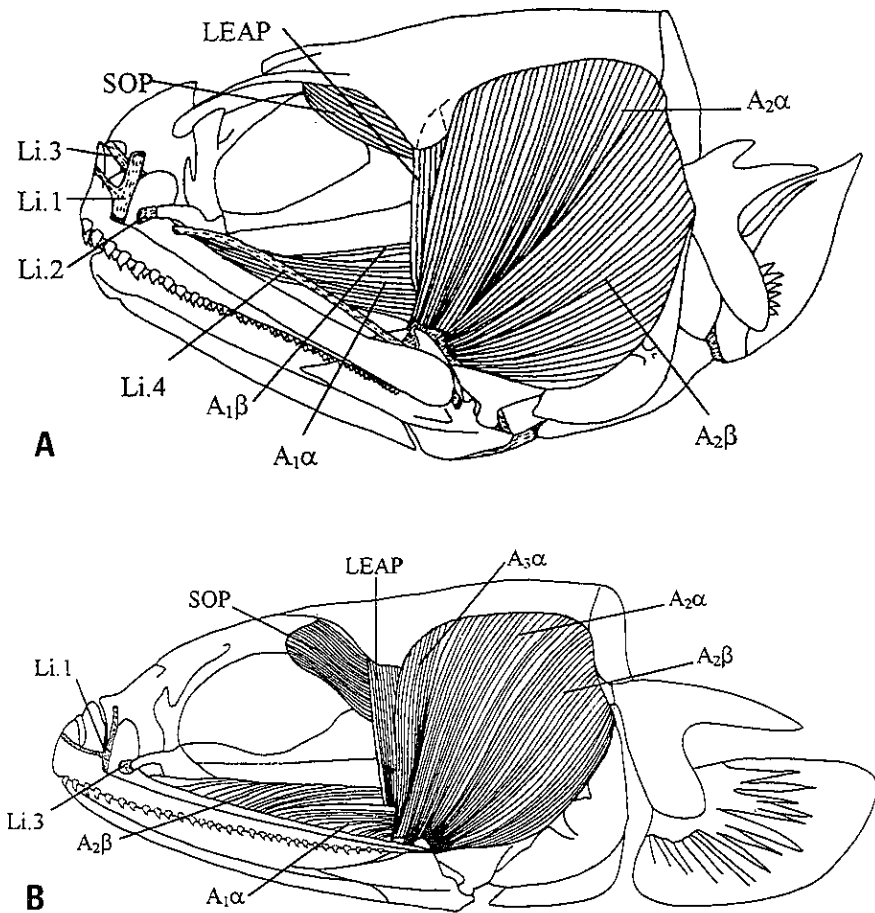 LEAP
SOP
A₂α
Li.3
Li.1
Li.2
Li.4
A₁β
A₁α
A₂β
A
LEAP
A₃α
SOP
A₂α
A₂β
Li.1
Li.3
A₂β
A₁α
B